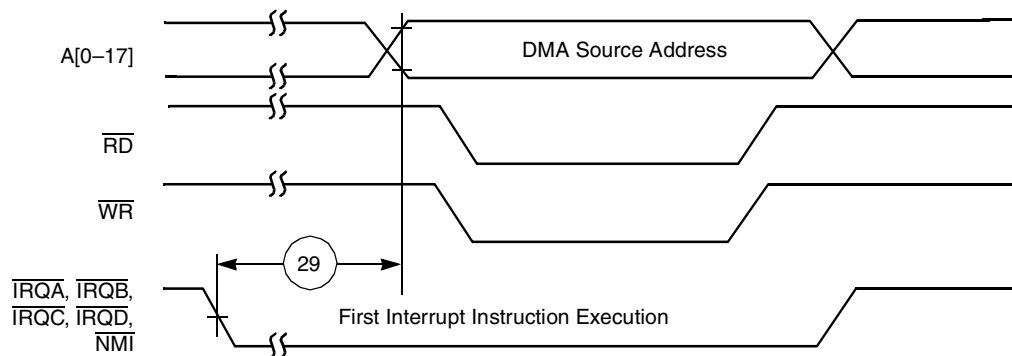 A[0–17]
DMA Source Address
RD
WR
29
IRQA, IRQB,
IRQC, IRQD,
NMI
First Interrupt Instruction Execution